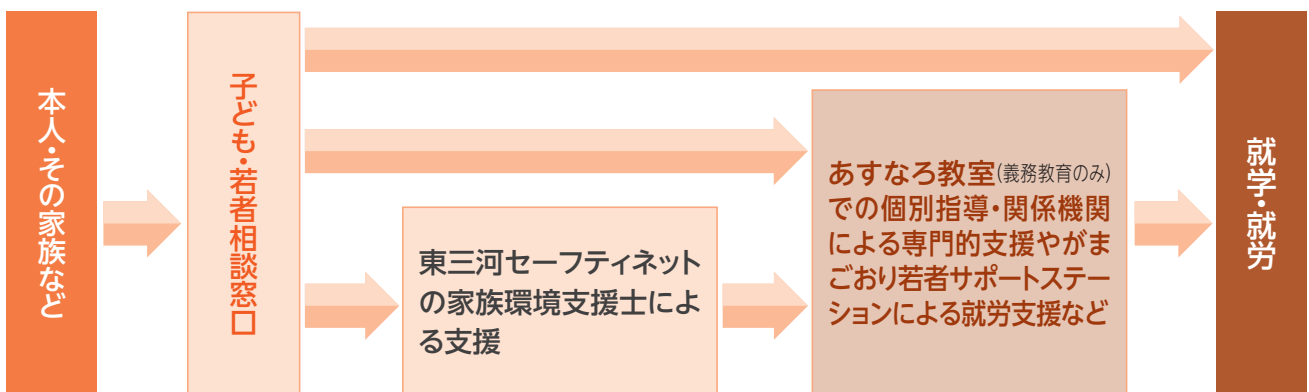 本人・その家族など
子ども・若者相談窓口
東三河セーフティネット
の家族環境支援士によ
る支援
あすなろ教室(義務教育のみ)
での個別指導・関係機関
による専門的支援やがま
ごおり若者サポートステー
ションによる就労支援など
就学・就労